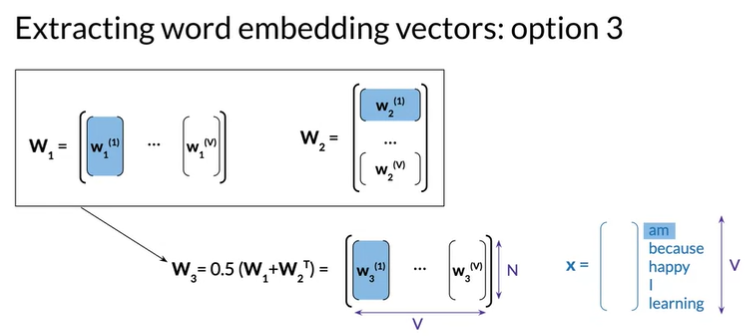 Extracting word embedding vectors: option 3
W₁ = [ w₁⁽¹⁾ ... w₁⁽ⱽ⁾ ]
W₂ = [ w₂⁽¹⁾ ... w₂⁽ⱽ⁾ ]
W₃ = 0.5 (W₁+W₂ᵀ) = [ w₃⁽¹⁾ ... w₃⁽ⱽ⁾ ] N
V
x =
am
because
happy
I
learning
V